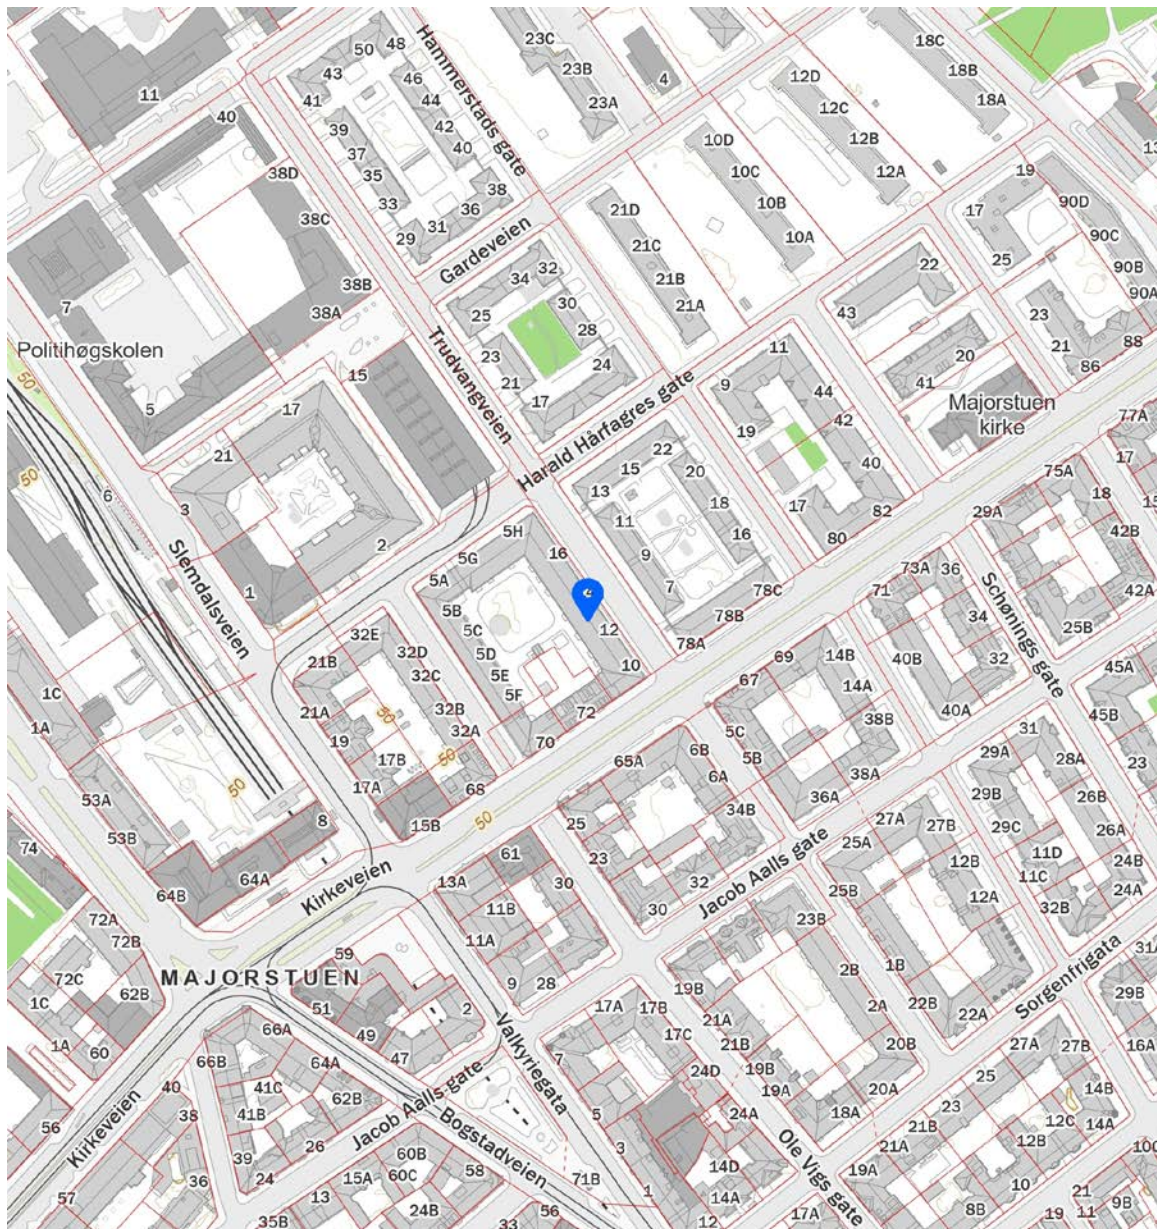 23C
48
50
18C
Hammerstads gate
43
46
23B
4
12D
18B
11
41
44
12C
18A
40
39
42
23A
10D
12B
13
37
40
10C
12A
19
38D
35
38
21D
10B
17
90D
33
36
38C
31
21C
10A
90C
29
Gardeveien
22
25
7
34
32
21B
90B
38B
30
21A
43
23
90A
38A
25
Politihøgskolen
28
11
20
88
23
24
21
50
15
Trudvangveien
9
44
41
86
5
17
21
17
Harald Hårfagres gate
42
Majorstuen
kirke
77A
21
22
19
17
50
15
20
40
75A
6
13
18
18
3
11
17
82
29A
15
5H
16
16
42B
2
5G
9
80
Slemdalsveien
5A
7
78C
73A
36
42A
1
5B
12
78B
71
34
25B
32E
5C
78A
Schønings gate
21B
32D
5D
10
69
14B
40B
32
1C
32C
5E
67
14A
45A
21A
5F
40A
1A
32B
72
5C
38B
45B
50
19
32A
70
6B
5B
31
17B
50
65A
38A
29A
28A
53A
17A
68
6A
36A
29B
23
50
8
15B
50
25
34B
27A
27B
26B
53B
29C
74
61
23
25A
26A
64A
13A
30
32
Jacob Aalls gate
12B
11D
24B
64B
Kirkeveien
11B
25B
11C
24A
72A
30
12A
32B
72B
11A
23B
59
Sorgenfrigata
31A
MAJORSTUEN
72C
62B
9
28
19B
2B
1B
29B
1C
51
2
17A
17B
2A
22B
66A
49
Valkyriegata
21A
22A
1A
60
64A
47
17C
21B
20B
27A
27B
16A
66B
7
19B
40
41C
62B
Jacob Aalls gate
24D
19A
20A
25
14B
38
5
24A
18A
23
12C
56
Kirkeveien
41B
26
Bogstadveien
60B
3
21B
12B
14A
39
60C
58
Ole Vigs gate
21A
100
36
24
15A
71B
14D
19A
10
57
13
24B
1
14A
8B
21
9B
35B
33
56
12
17A
19
11